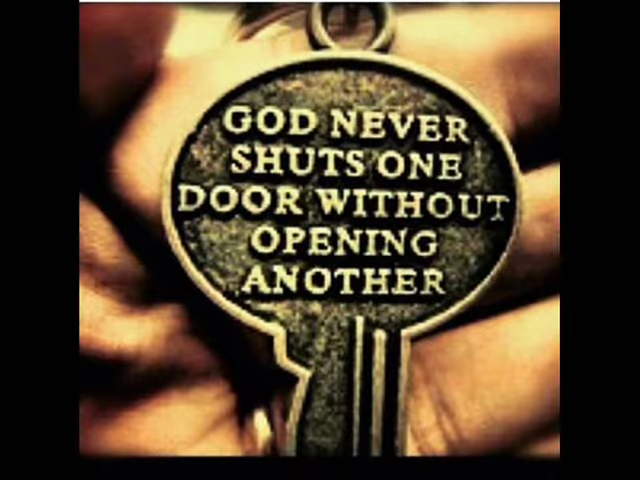 GOD NEVER
SHUTS ONE
DOOR WITHOUT
OPENING
ANOTHER